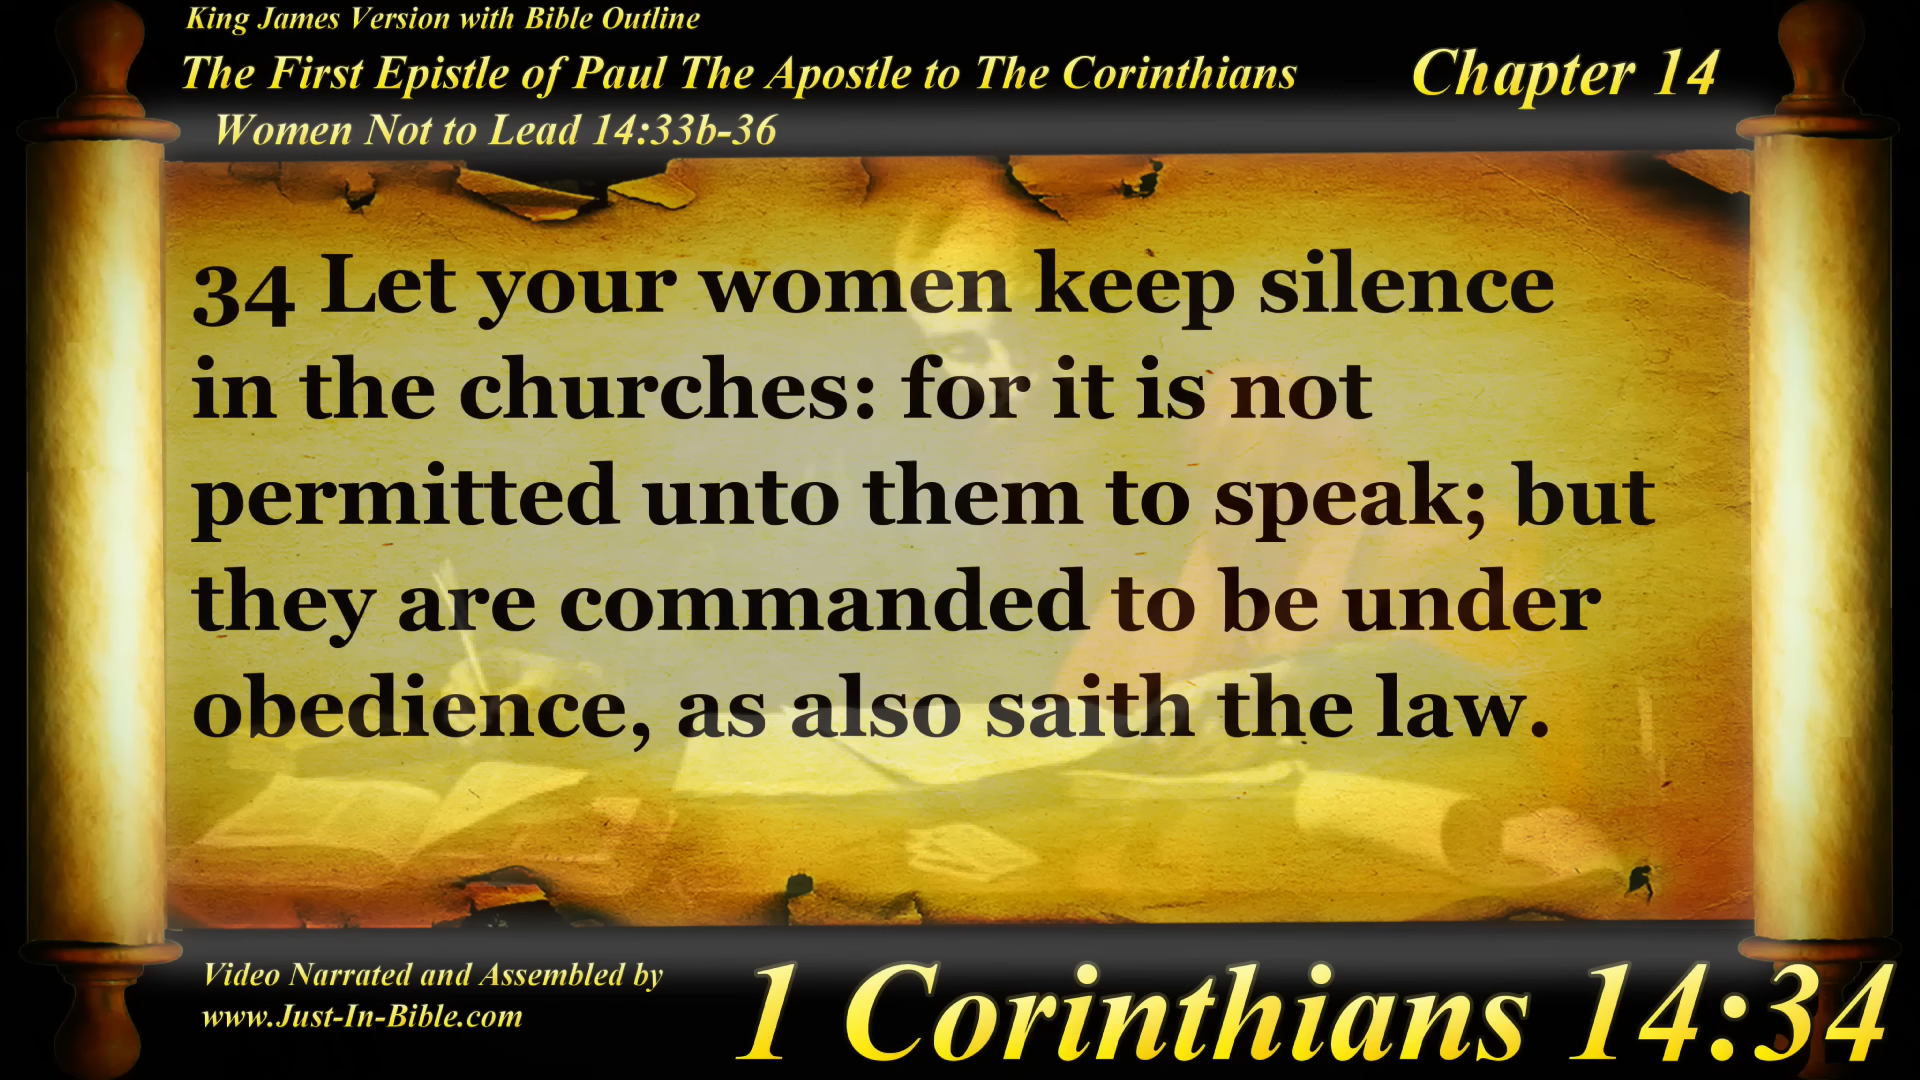 King James Version with Bible Outline
The First Epistle of Paul The Apostle to The Corinthians
Chapter 14
Women Not to Lead 14:33b-36
34 Let your women keep silence
in the churches: for it is not
permitted unto them to speak; but
they are commanded to be under
obedience, as also saith the law.
Video Narrated and Assembled by
www.Just-In-Bible.com
1 Corinthians 14:34